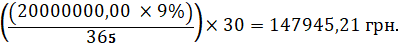 (((20000000,00 × 9%)/365)) × 30 = 147945,21 грн.